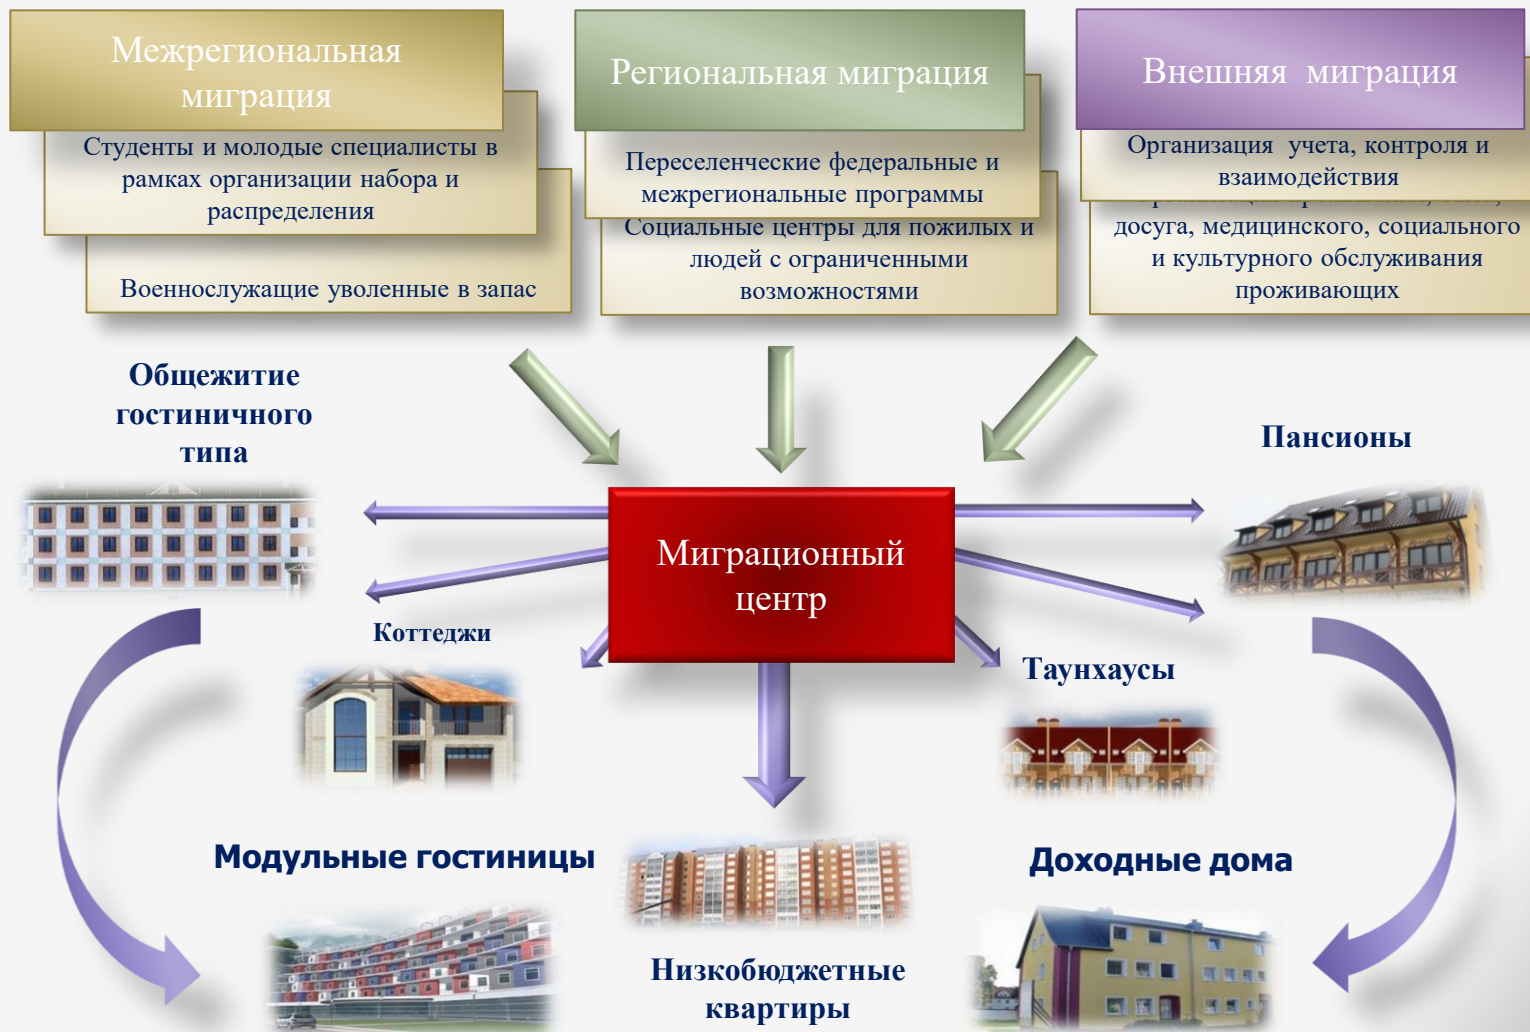 Межрегиональная
миграция
Студенты и молодые специалисты в
рамках организации набора и
распределения
Военнослужащие уволенные в запас
Региональная миграция
Переселенческие федеральные и
межрегиональные программы
Социальные центры для пожилых и
людей с ограниченными
возможностями
Внешняя миграция
Организация учета, контроля и
взаимодействия
досуга, медицинского, социального
и культурного обслуживания
проживающих
Общежитие
гостиничного
типа
Пансионы
Миграционный
центр
Коттеджи
Таунхаусы
Модульные гостиницы
Доходные дома
Низкобюджетные
квартиры